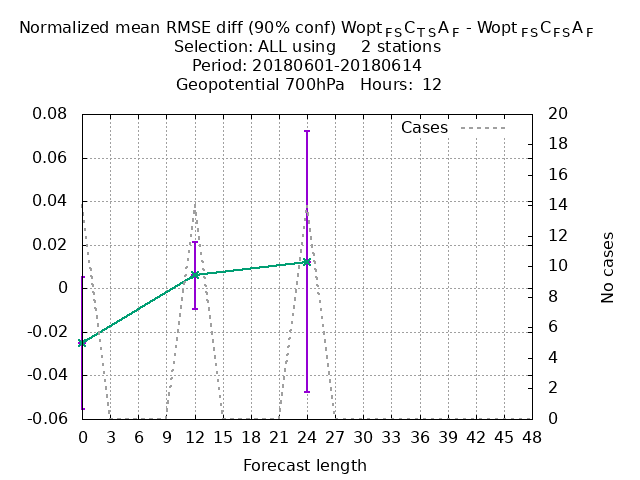 Normalized mean RMSE diff (90% conf) Wopt FS C T S A F - Wopt FS C F S A F
Selection: ALL using 2 stations
Period: 20180601-20180614
Geopotential 700hPa Hours: 12
Cases
0.08
0.06
0.04
0.02
0
-0.02
-0.04
-0.06
20
18
16
14
12
10
8
6
4
2
0
No cases
0 3 6 9 12 15 18 21 24 27 30 33 36 39 42 45 48
Forecast length